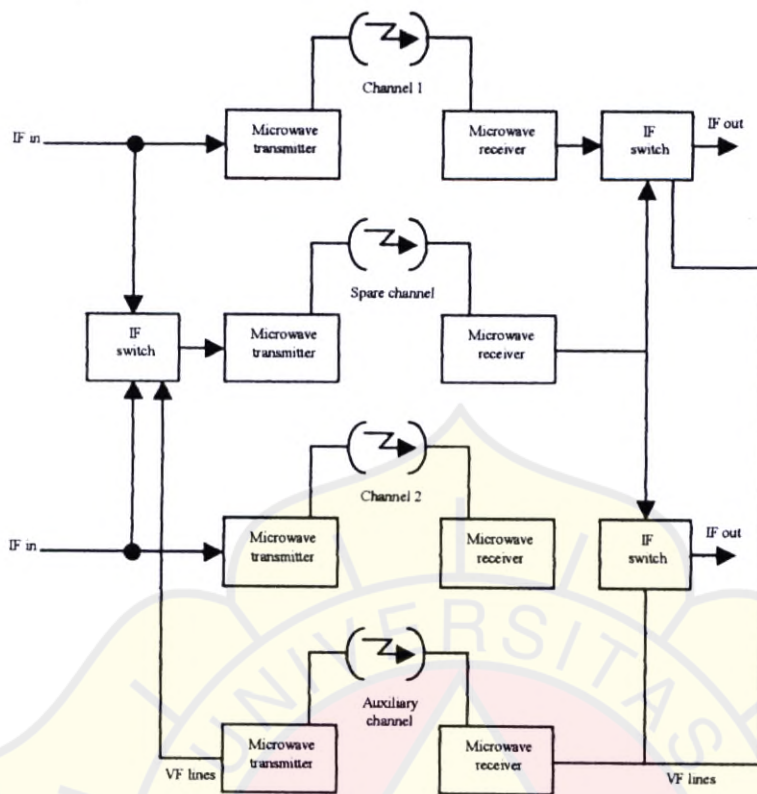 Channel 1
IF in
Microwave
transmitter
Microwave
receiver
IF
switch
IF out
Spare channel
IF
switch
Microwave
transmitter
Microwave
receiver
Channel 2
IF in
Microwave
transmitter
Microwave
receiver
IF
switch
IF out
UNIVERSITAS
Auxiliary
channel
VF lines
Microwave
transmitter
Microwave
receiver
VF lines